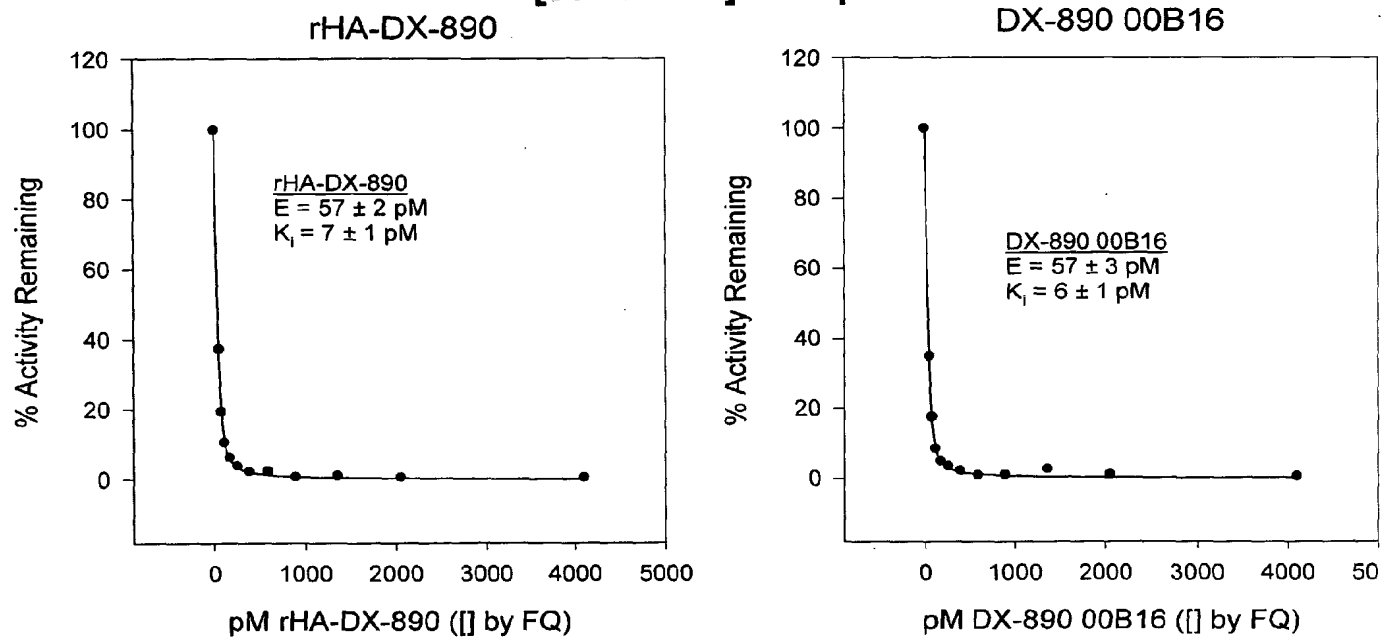 rHA-DX-890
120
100
80
60
40
20
0
% Activity Remaining
rHA-DX-890
E = 57 ± 2 pM
Ki = 7 ± 1 pM
0 1000 2000 3000 4000 5000
pM rHA-DX-890 ([] by FQ)
DX-890 00B16
120
100
80
60
40
20
0
% Activity Remaining
DX-890 00B16
E = 57 ± 3 pM
Ki = 6 ± 1 pM
0 1000 2000 3000 4000 50
pM DX-890 00B16 ([] by FQ)